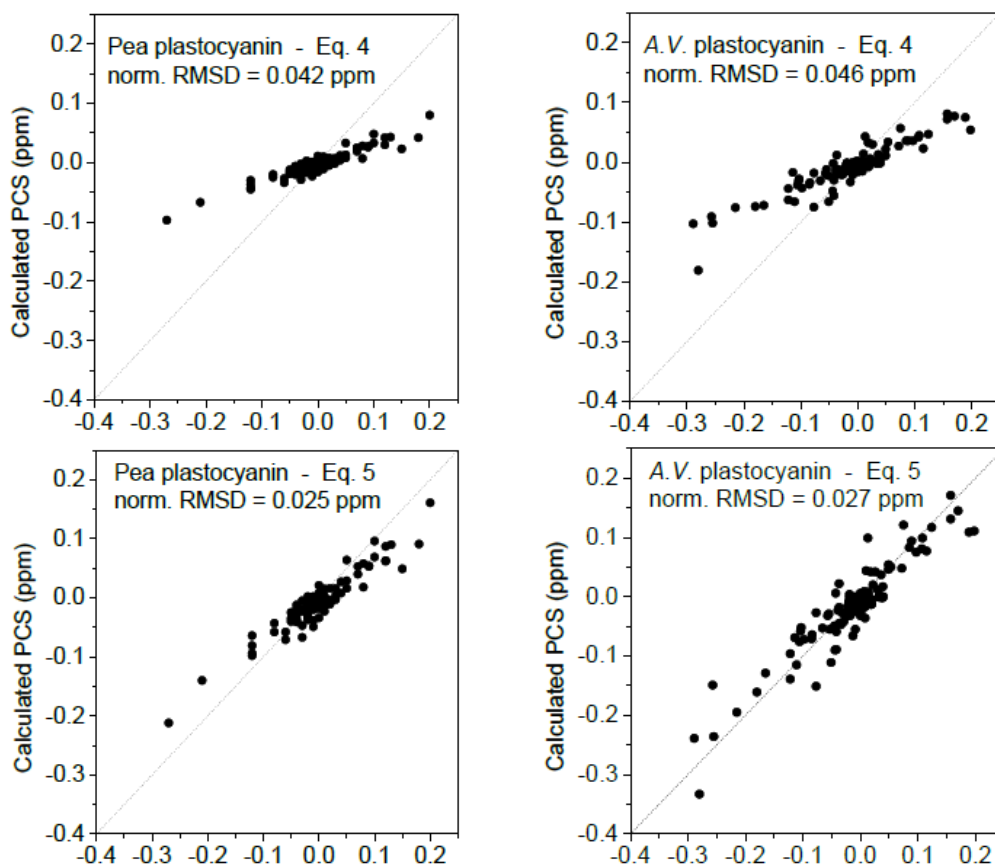 Pea plastocyanin - Eq. 4
norm. RMSD = 0.042 ppm
Calculated PCS (ppm)
0.2
0.1
0.0
-0.1
-0.2
-0.3
-0.4
-0.4 -0.3 -0.2 -0.1 0.0 0.1 0.2
A.V. plastocyanin - Eq. 4
norm. RMSD = 0.046 ppm
Calculated PCS (ppm)
0.2
0.1
0.0
-0.1
-0.2
-0.3
-0.4
-0.4 -0.3 -0.2 -0.1 0.0 0.1 0.2
Pea plastocyanin - Eq. 5
norm. RMSD = 0.025 ppm
Calculated PCS (ppm)
0.2
0.1
0.0
-0.1
-0.2
-0.3
-0.4
-0.4 -0.3 -0.2 -0.1 0.0 0.1 0.2
A.V. plastocyanin - Eq. 5
norm. RMSD = 0.027 ppm
Calculated PCS (ppm)
0.2
0.1
0.0
-0.1
-0.2
-0.3
-0.4
-0.4 -0.3 -0.2 -0.1 0.0 0.1 0.2